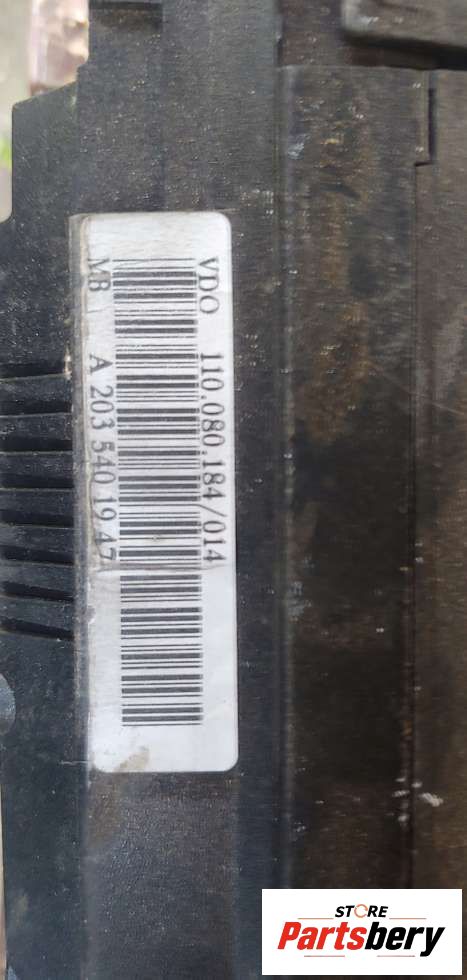 VDO 110.080.184/014
MB A 203 540 19 47
STORE
Partsbery